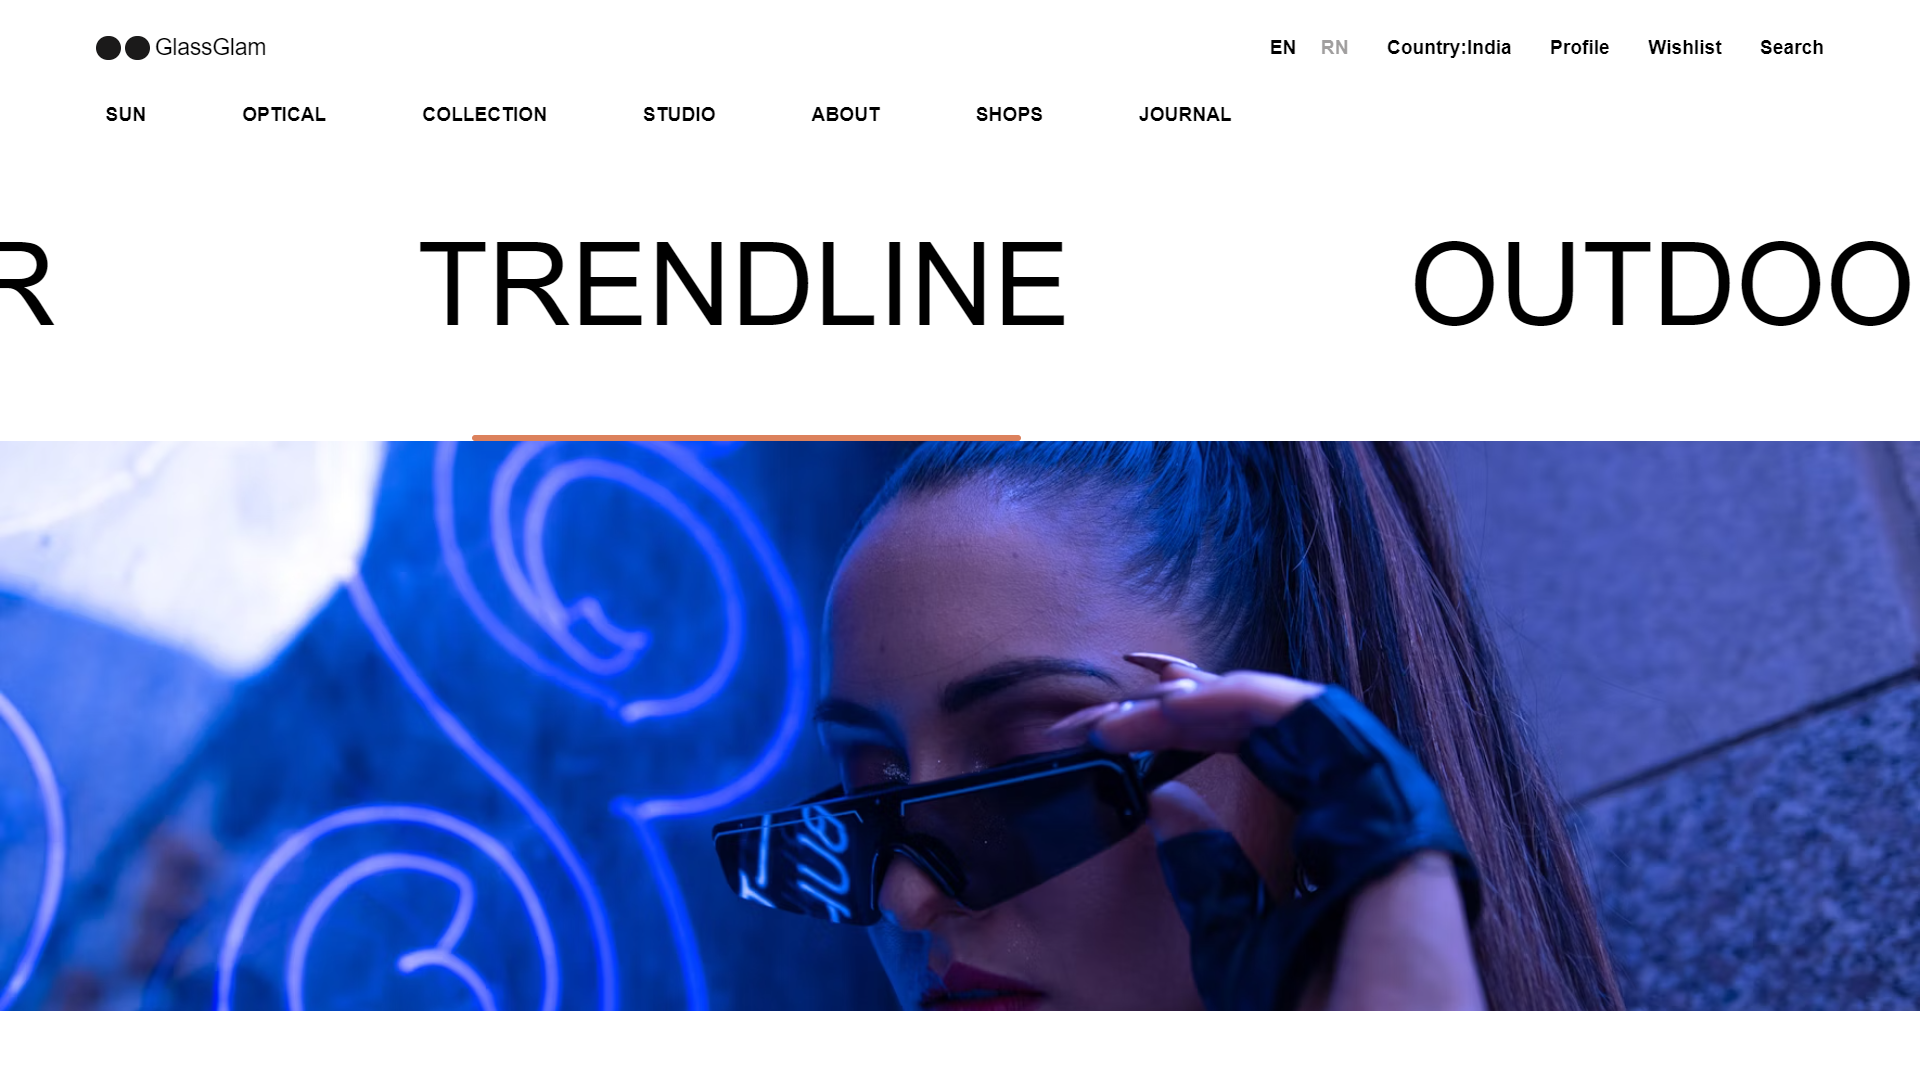 GlassGlam
EN RN Country:India Profile Wishlist Search
SUN OPTICAL COLLECTION STUDIO ABOUT SHOPS JOURNAL
R TRENDLINE OUTDOO